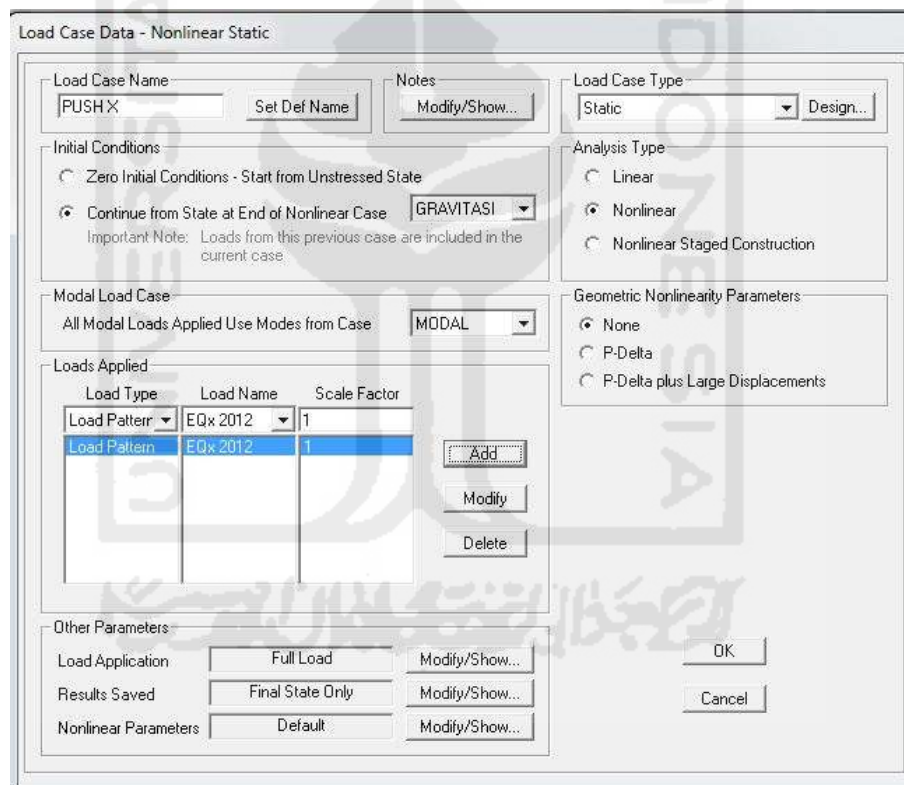 Load Case Data - Nonlinear Static
Load Case Name
PUSH X
Set Def Name
Notes
Modify/Show...
Load Case Type
Static
Design...
Initial Conditions
Zero Initial Conditions - Start from Unstressed State
Continue from State at End of Nonlinear Case
GRAVITASI
Important Note: Loads from this previous case are included in the
current case
Analysis Type
Linear
Nonlinear
Nonlinear Staged Construction
Modal Load Case
All Modal Loads Applied Use Modes from Case
MODAL
Geometric Nonlinearity Parameters
None
P-Delta
P-Delta plus Large Displacements
Loads Applied
Load Type Load Name Scale Factor
Load Patterr EQx 2012 1
Load Pattern EQx 2012 1
Add
Modify
Delete
Other Parameters
Load Application Full Load Modify/Show...
Results Saved Final State Only Modify/Show...
Nonlinear Parameters Default Modify/Show...
OK
Cancel